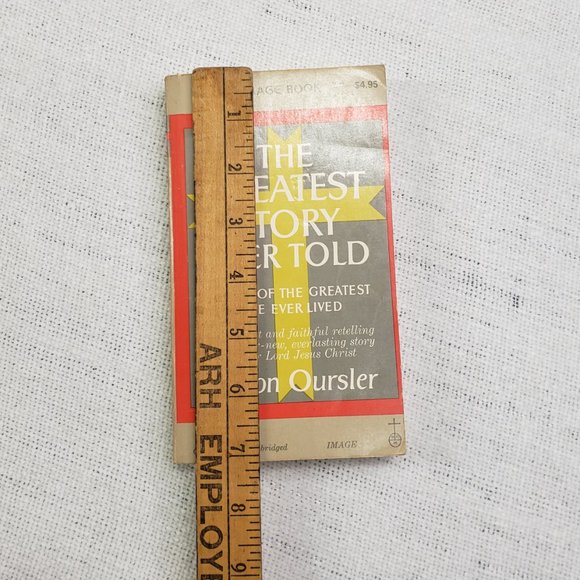 AGE BOOK
$4.95
THE
EATEST
TORY
ER TOLD
OF THE GREATEST
E EVER LIVED
t and faithful retelling
-new, everlasting story
r Lord Jesus Christ
on Oursler
bridged IMAGE
1
2
3
4
5
6
7
8
9
ARH EMPLOY